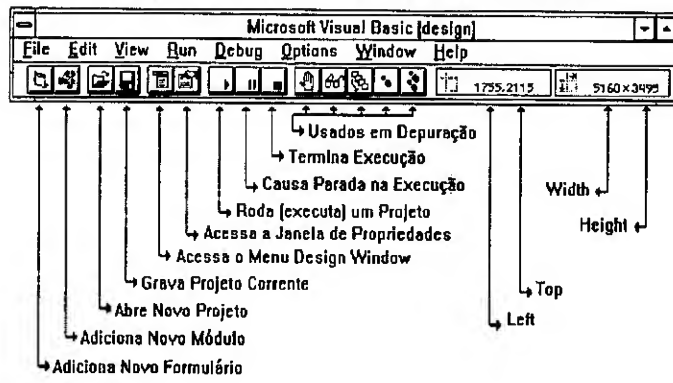 Microsoft Visual Basic [design]
File Edit View Run Debug Options Window Help
1755,2115 5160×3495
Usados em Depuração
Termina Execução
Causa Parada na Execução
Width
Roda (executa) um Projeto
Height
Acessa a Janela de Propriedades
Acessa o Menu Design Window
Grava Projeto Corrente
Top
Abre Novo Projeto
Left
Adiciona Novo Módulo
Adiciona Novo Formulário